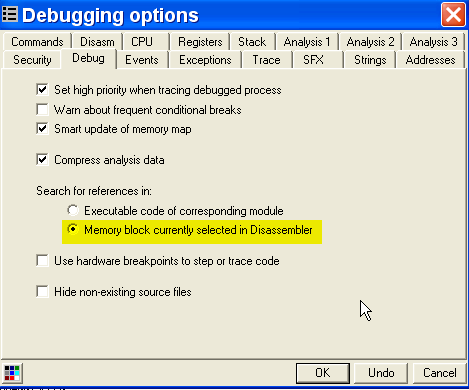 Debugging options
Commands Disasm CPU Registers Stack Analysis 1 Analysis 2 Analysis 3
Security Debug Events Exceptions Trace SFX Strings Addresses
Set high priority when tracing debugged process
Warn about frequent conditional breaks
Smart update of memory map
Compress analysis data
Search for references in:
Executable code of corresponding module
Memory block currently selected in Disassembler
Use hardware breakpoints to step or trace code
Hide non-existing source files
OK Undo Cancel